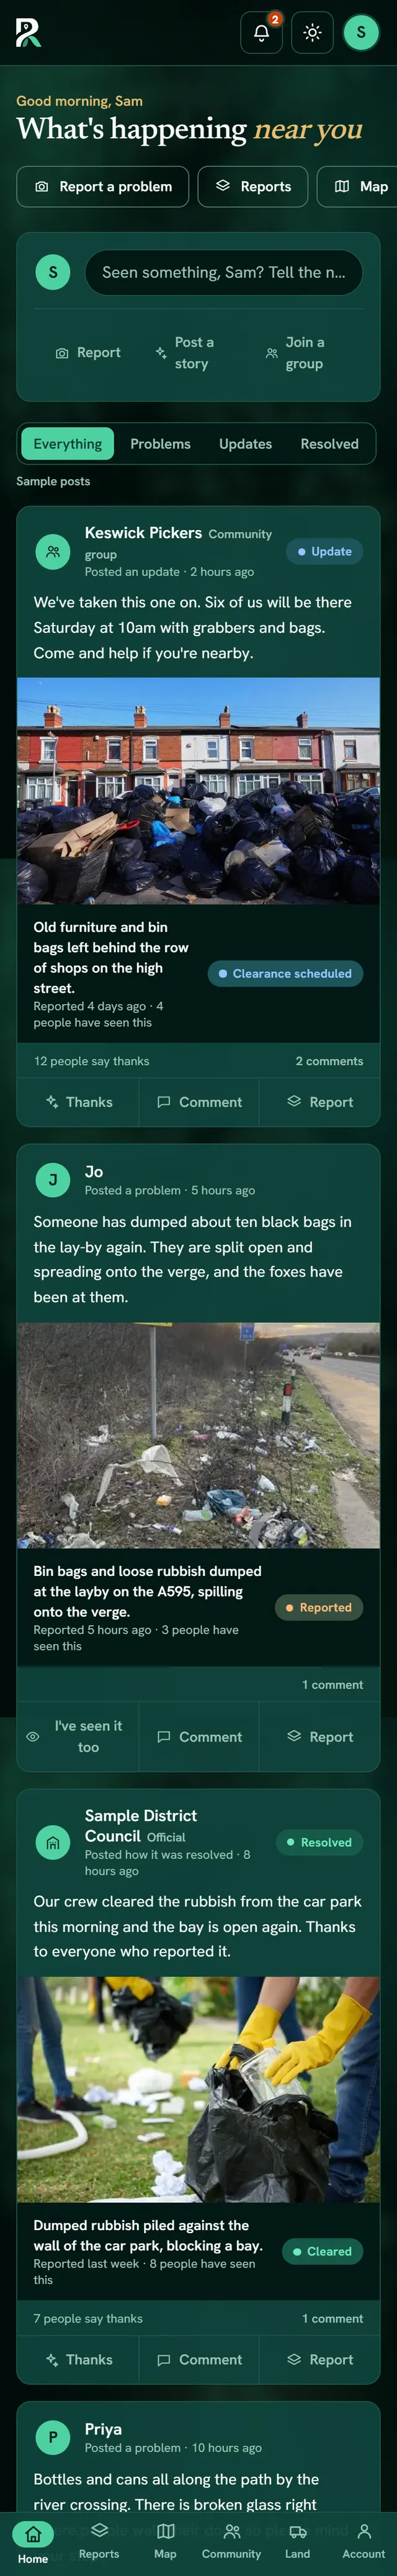 R
2
S
Good morning, Sam
What's happening near you
Report a problem
Reports
Map
S
Seen something, Sam? Tell the n...
Report
Post a
story
Join a
group
Everything
Problems
Updates
Resolved
Sample posts
Keswick Pickers Community
group
Update
Posted an update · 2 hours ago
We've taken this one on. Six of us will be there
Saturday at 10am with grabbers and bags.
Come and help if you're nearby.
Old furniture and bin
bags left behind the row
of shops on the high
street.
Clearance scheduled
Reported 4 days ago · 4
people have seen this
12 people say thanks
2 comments
Thanks
Comment
Report
J
Jo
Posted a problem · 5 hours ago
Someone has dumped about ten black bags in
the lay-by again. They are split open and
spreading onto the verge, and the foxes have
been at them.
Bin bags and loose rubbish dumped
at the layby on the A595, spilling
onto the verge.
Reported
Reported 5 hours ago · 3 people have
seen this
1 comment
I've seen it
too
Comment
Report
Sample District
Council Official
Resolved
Posted how it was resolved · 8
hours ago
Our crew cleared the rubbish from the car park
this morning and the bay is open again. Thanks
to everyone who reported it.
Dumped rubbish piled against the
wall of the car park, blocking a bay.
Cleared
Reported last week · 8 people have seen
this
7 people say thanks
1 comment
Thanks
Comment
Report
P
Priya
Posted a problem · 10 hours ago
Bottles and cans all along the path by the
river crossing. There is broken glass right
Home
Reports
Map
Community
Land
Account